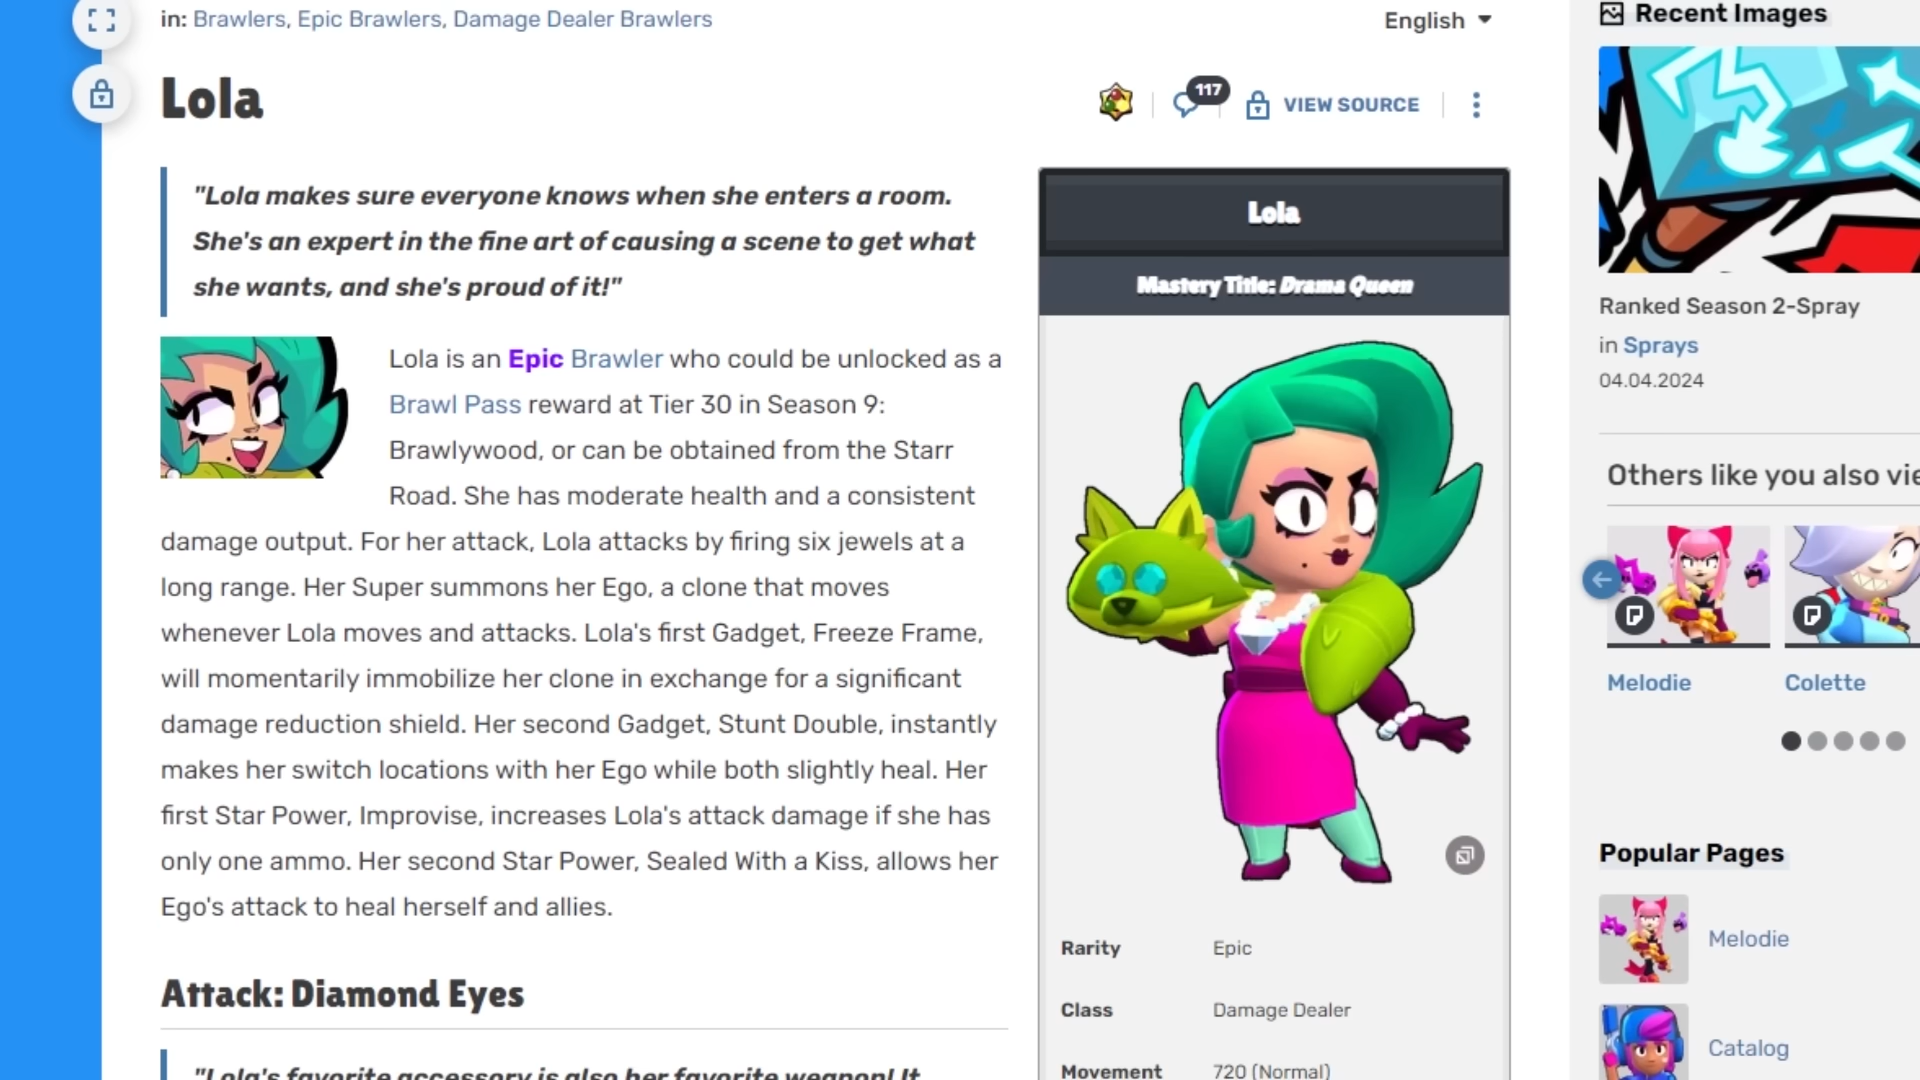 in: Brawlers, Epic Brawlers, Damage Dealer Brawlers
English
Lola
117
VIEW SOURCE
"Lola makes sure everyone knows when she enters a room.
She's an expert in the fine art of causing a scene to get what
she wants, and she's proud of it!"
Lola is an Epic Brawler who could be unlocked as a
Brawl Pass reward at Tier 30 in Season 9:
Brawlywood, or can be obtained from the Starr
Road. She has moderate health and a consistent
damage output. For her attack, Lola attacks by firing six jewels at a
long range. Her Super summons her Ego, a clone that moves
whenever Lola moves and attacks. Lola's first Gadget, Freeze Frame,
will momentarily immobilize her clone in exchange for a significant
damage reduction shield. Her second Gadget, Stunt Double, instantly
makes her switch locations with her Ego while both slightly heal. Her
first Star Power, Improvise, increases Lola's attack damage if she has
only one ammo. Her second Star Power, Sealed With a Kiss, allows her
Ego's attack to heal herself and allies.
Attack: Diamond Eyes
"Lola's favorite accessory is also her favorite weapon! It
Lola
Mastery Title: Drama Queen
Rarity Epic
Class Damage Dealer
Movement 720 (Normal)
Recent Images
Ranked Season 2-Spray
in Sprays
04.04.2024
Others like you also vie
Melodie
Colette
Popular Pages
Melodie
Catalog